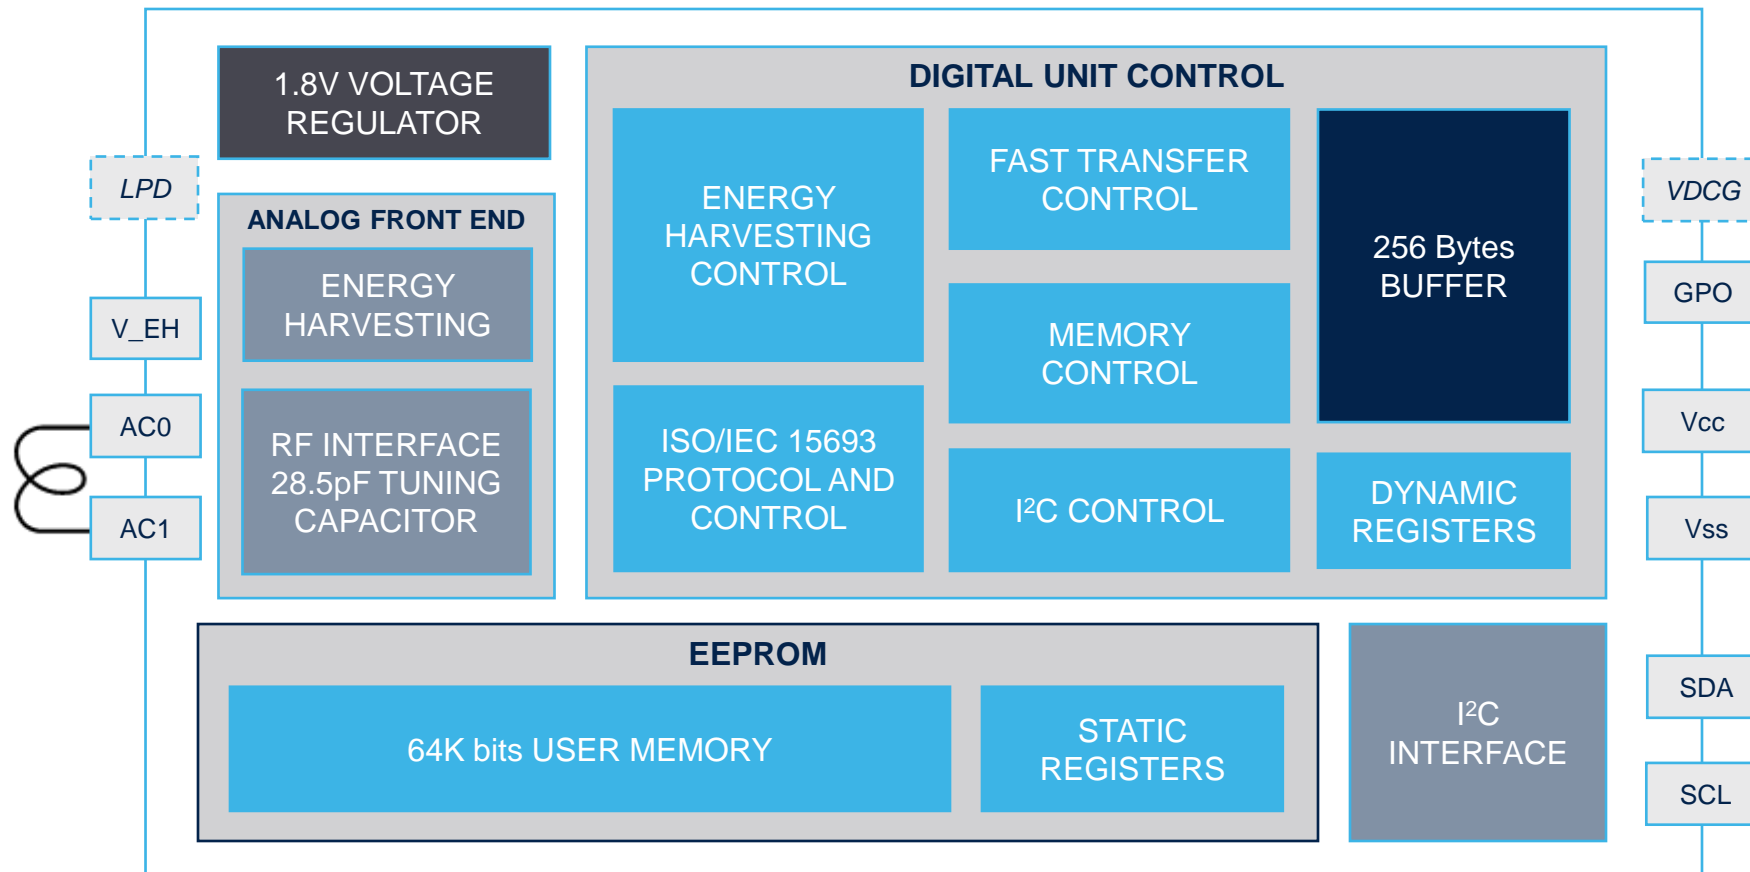 1.8V VOLTAGE
REGULATOR
LPD
V_EH
AC0
AC1
ANALOG FRONT END
ENERGY
HARVESTING
RF INTERFACE
28.5pF TUNING
CAPACITOR
DIGITAL UNIT CONTROL
ENERGY
HARVESTING
CONTROL
ISO/IEC 15693
PROTOCOL AND
CONTROL
FAST TRANSFER
CONTROL
MEMORY
CONTROL
I²C CONTROL
256 Bytes
BUFFER
DYNAMIC
REGISTERS
EEPROM
64K bits USER MEMORY
STATIC
REGISTERS
I²C
INTERFACE
VDCG
GPO
Vcc
Vss
SDA
SCL